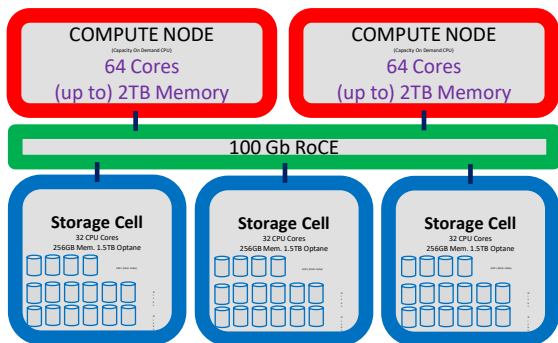 COMPUTE NODE
(Capacity On Demand CPU)
64 Cores
(up to) 2TB Memory
COMPUTE NODE
(Capacity On Demand CPU)
64 Cores
(up to) 2TB Memory
100 Gb RoCE
Storage Cell
32 CPU Cores
256GB Mem. 1.5TB Optane
Storage Cell
32 CPU Cores
256GB Mem. 1.5TB Optane
Storage Cell
32 CPU Cores
256GB Mem. 1.5TB Optane